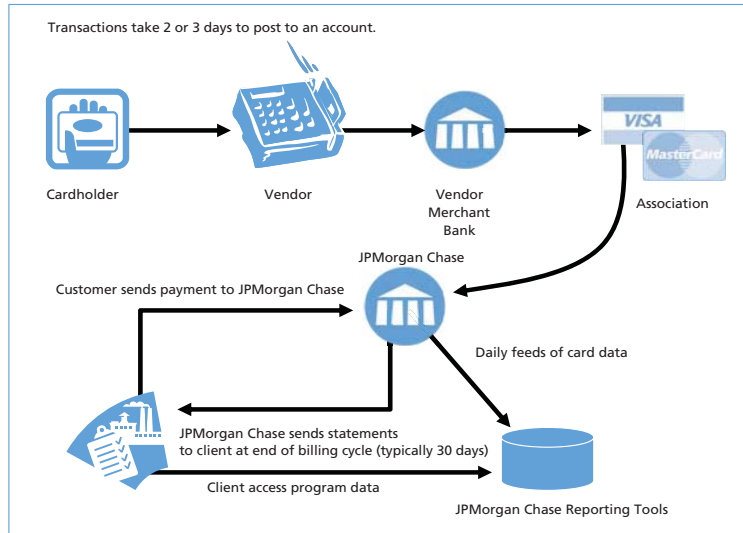 Transactions take 2 or 3 days to post to an account.
VISA
MasterCard
Cardholder
Vendor
Vendor
Merchant
Bank
Association
JPMorgan Chase
Customer sends payment to JPMorgan Chase
Daily feeds of card data
JPMorgan Chase sends statements
to client at end of billing cycle (typically 30 days)
Client access program data
JPMorgan Chase Reporting Tools